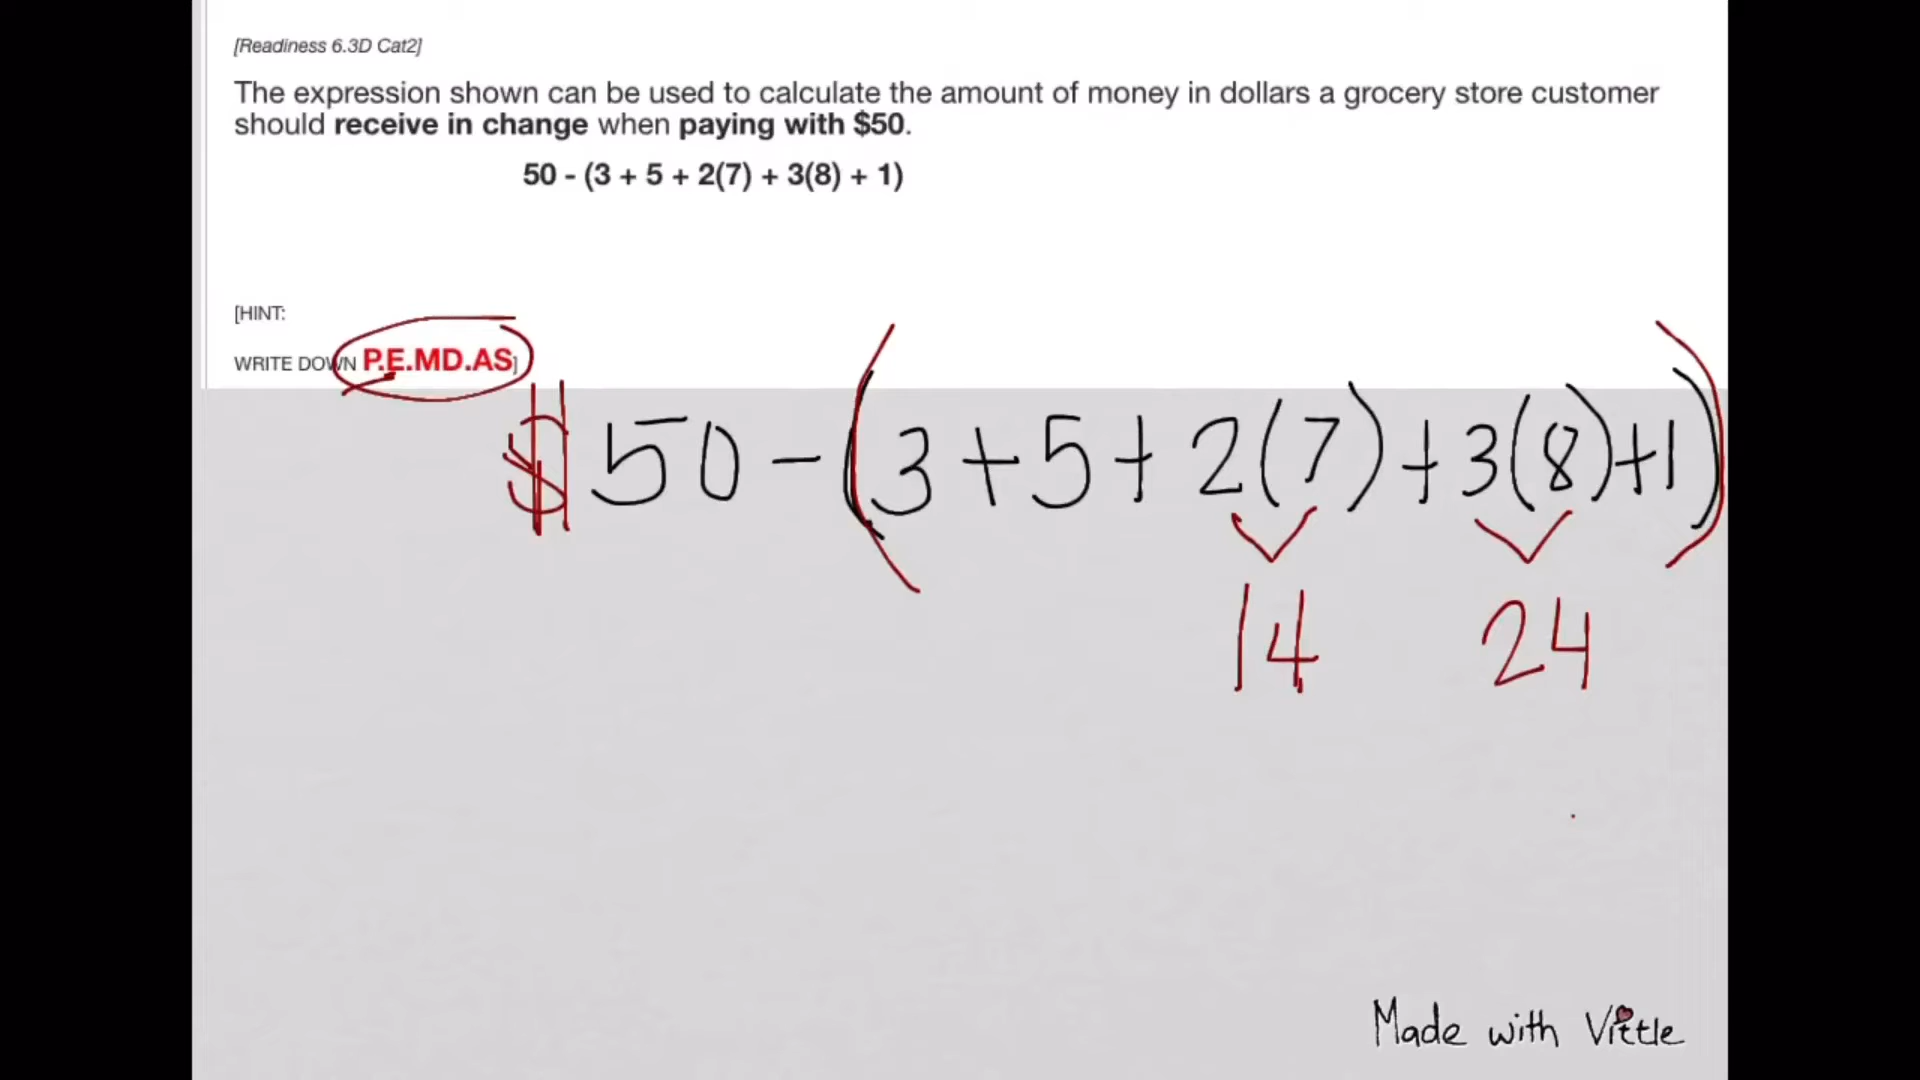 [Readiness 6.3D Cat2]
The expression shown can be used to calculate the amount of money in dollars a grocery store customer
should receive in change when paying with $50.
50 - (3 + 5 + 2(7) + 3(8) + 1)
[HINT:
WRITE DOWN P.E.MD.AS]
$ 50 - (3 + 5 + 2(7) + 3(8) + 1)
14 24
Made with Vittle